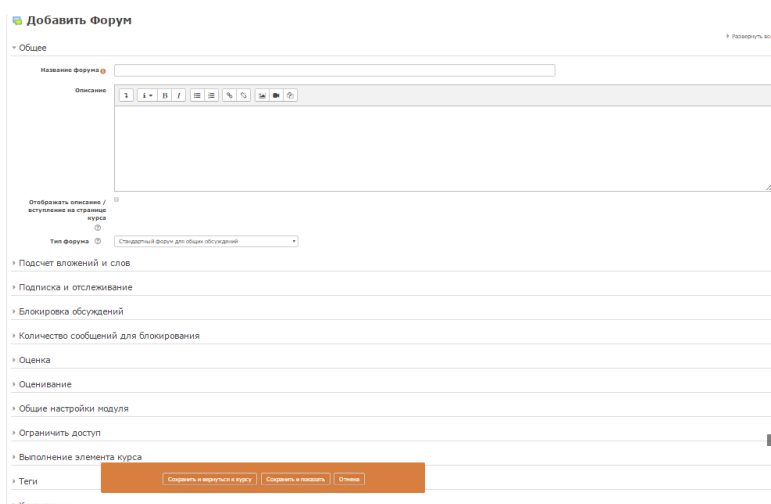 Добавить Форум
Развернуть всё
Общее
Название форума
Описание
Отображать описание /
вступление на странице
курса
Тип форума
Стандартный форум для общих обсуждений
Подсчет вложений и слов
Подписка и отслеживание
Блокировка обсуждений
Количество сообщений для блокирования
Оценка
Оценивание
Общие настройки модуля
Ограничить доступ
Выполнение элемента курса
Теги
Сохранить и вернуться к курсу Сохранить и показать Отмена